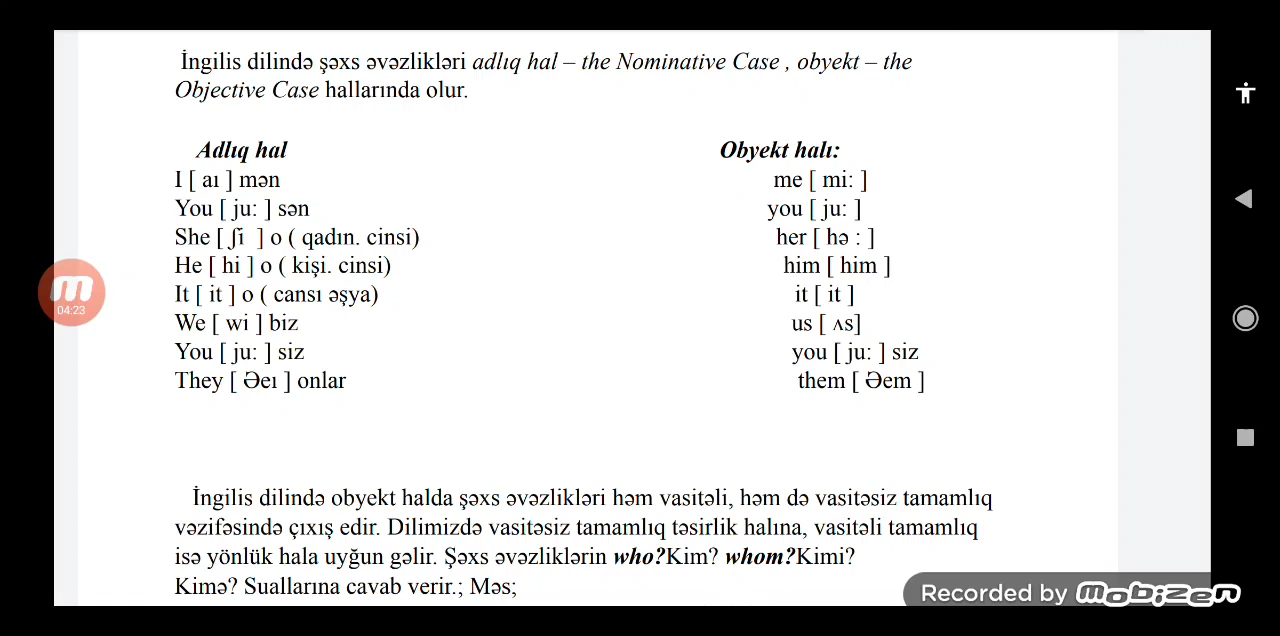 İngilis dilində şəxs əvəzlikləri adlıq hal – the Nominative Case , obyekt – the
Objective Case hallarında olur.
Adlıq hal Obyekt halı:
I [ aı ] mən me [ mi: ]
You [ ju: ] sən you [ ju: ]
She [ ʃi ] o ( qadın. cinsi) her [ hə : ]
He [ hi ] o ( kişi. cinsi) him [ him ]
It [ it ] o ( cansı əşya) it [ it ]
We [ wi ] biz us [ ʌs]
You [ ju: ] siz you [ ju: ] siz
They [ Əeı ] onlar them [ Əem ]
İngilis dilində obyekt halda şəxs əvəzlikləri həm vasitəli, həm də vasitəsiz tamamlıq
vəzifəsində çıxış edir. Dilimizdə vasitəsiz tamamlıq təsirlik halına, vasitəli tamamlıq
isə yönlük hala uyğun gəlir. Şəxs əvəzliklərin who?Kim? whom?Kimi?
Kimə? Suallarına cavab verir.; Məs;
m
04:23
Recorded by mobizen